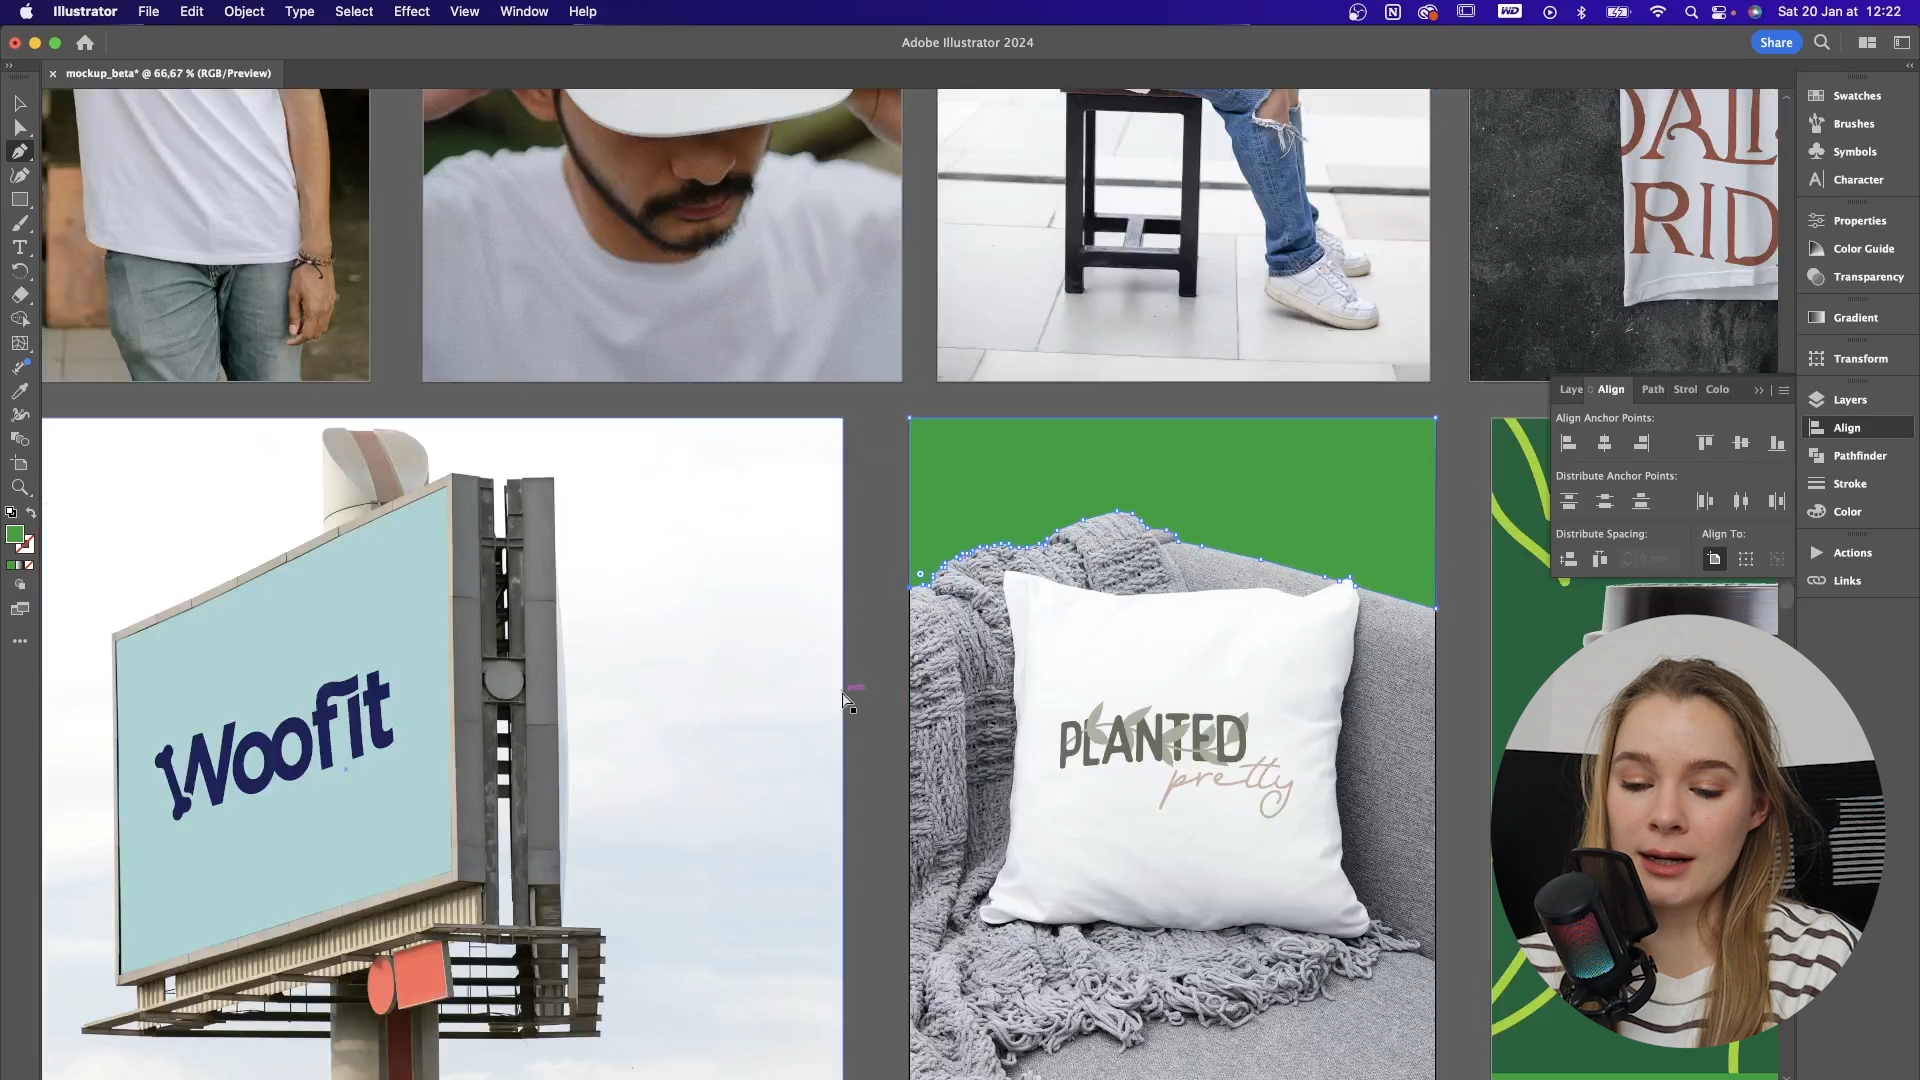 Illustrator File Edit Object Type Select Effect View Window Help
Sat 20 Jan at 12:22
Adobe Illustrator 2024
Share
mockup_beta* @ 66,67 % (RGB/Preview)
Swatches
Brushes
Symbols
Character
Properties
Color Guide
Transparency
Gradient
Transform
Layers
Align
Pathfinder
Stroke
Color
Actions
Links
Laye Align Path Strol Colo
Align Anchor Points:
Distribute Anchor Points:
Distribute Spacing: Align To:
0 mm
RID
Woofit
PLANTED
pretty